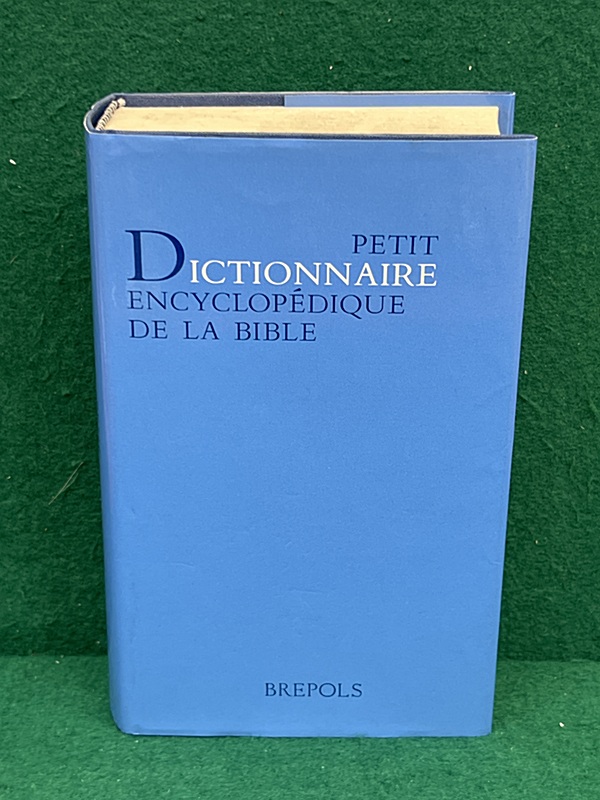 PETIT
DICTIONNAIRE
ENCYCLOPÉDIQUE
DE LA BIBLE
BREPOLS